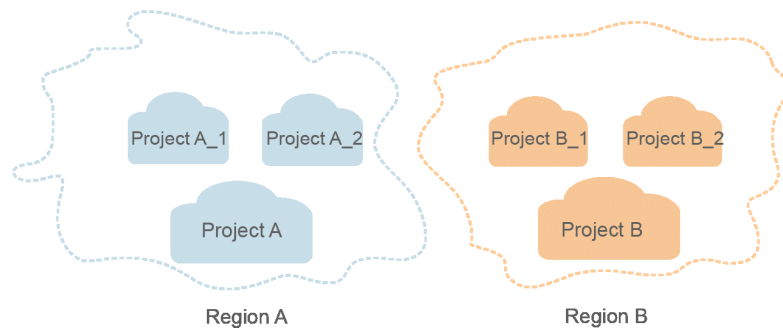 Project A_1
Project A_2
Project A
Region A
Project B_1
Project B_2
Project B
Region B